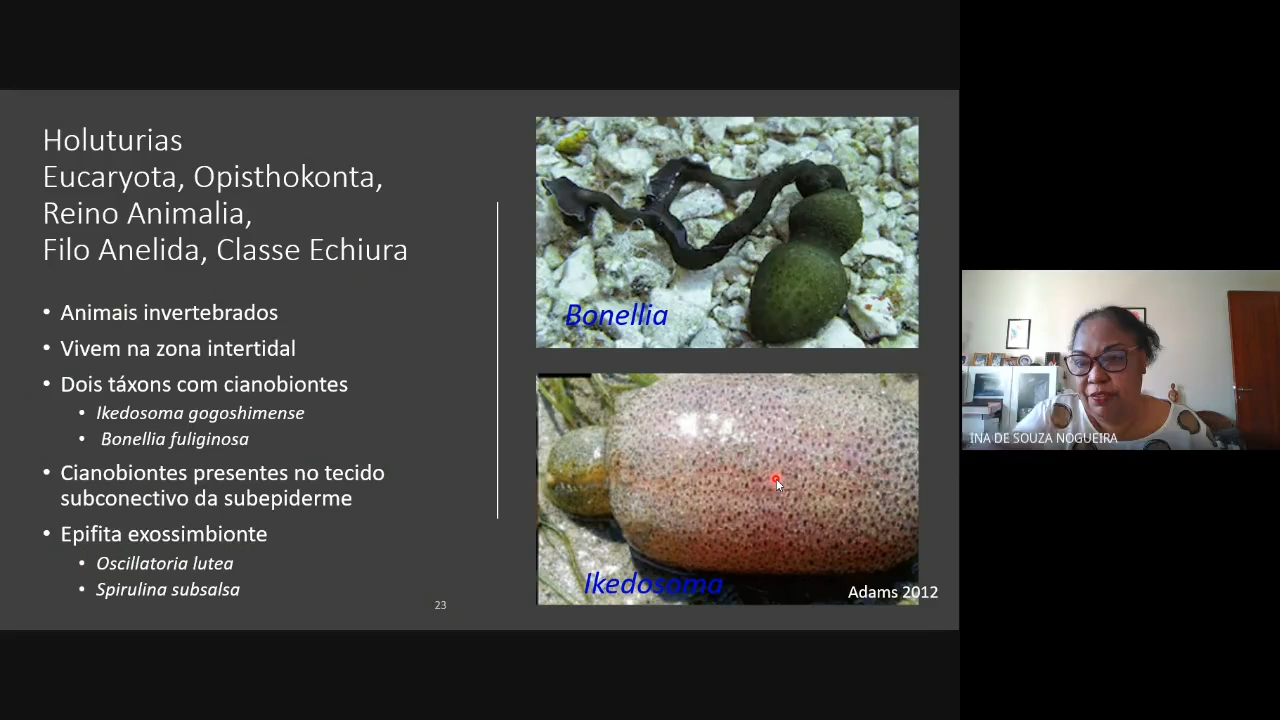 Holuturias
Eucaryota, Opisthokonta,
Reino Animalia,
Filo Anelida, Classe Echiura
• Animais invertebrados
• Vivem na zona intertidal
• Dois táxons com cianobiontes
• Ikedosoma gogoshimense
• Bonellia fuliginosa
• Cianobiontes presentes no tecido
subconectivo da subepiderme
• Epifita exossimbionte
• Oscillatoria lutea
• Spirulina subsalsa
23
Bonellia
Ikedosoma
Adams 2012
INA DE SOUZA NOGUEIRA